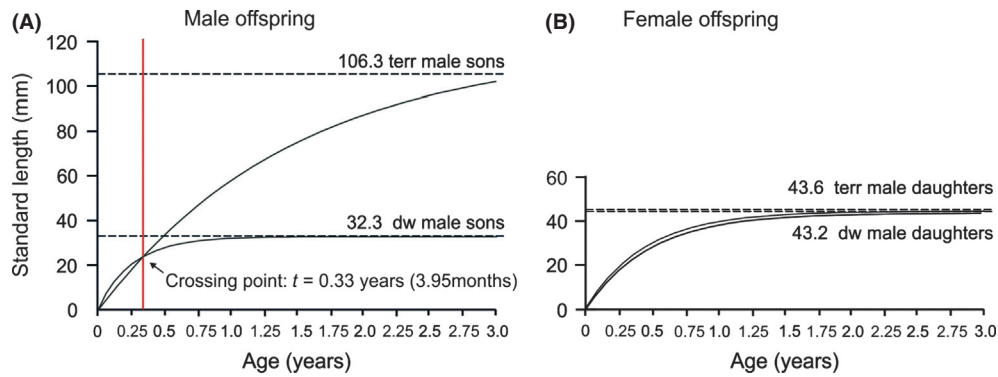 (A) Male offspring
Standard length (mm)
120
100
80
60
40
20
0
106.3 terr male sons
32.3 dw male sons
Crossing point: t = 0.33 years (3.95months)
0 0.25 0.5 0.75 1.0 1.25 1.5 1.75 2.0 2.25 2.5 2.75 3.0
Age (years)
(B) Female offspring
60
40
20
0
43.6 terr male daughters
43.2 dw male daughters
0 0.25 0.5 0.75 1.0 1.25 1.5 1.75 2.0 2.25 2.5 2.75 3.0
Age (years)